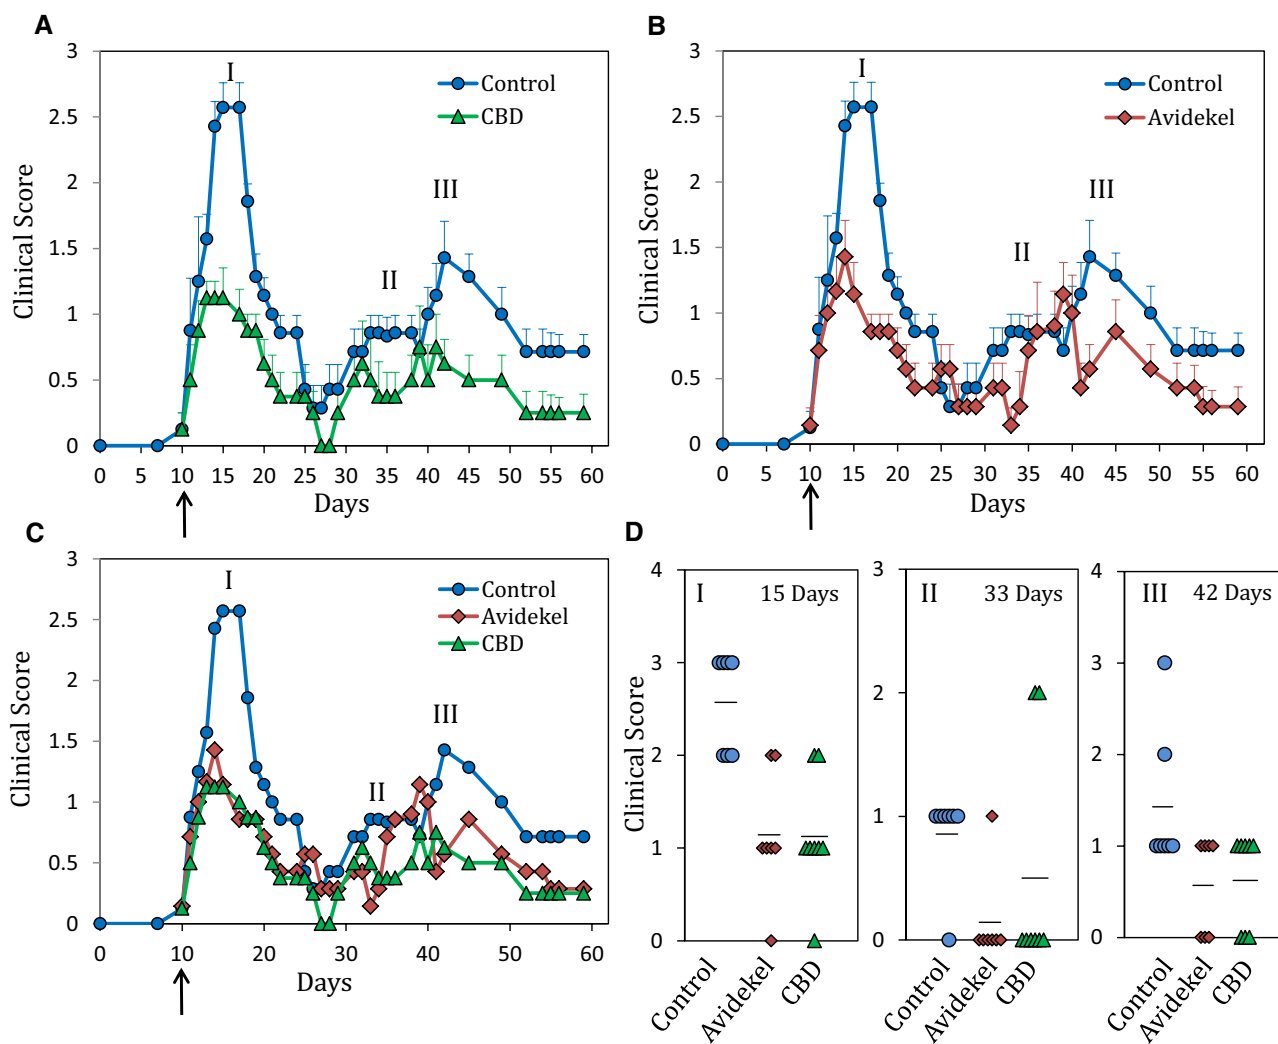 A
3
2.5
2
1.5
1
0.5
0
Clinical Score
I
II
III
Control
CBD
0 5 10 15 20 25 30 35 40 45 50 55 60
Days
B
3
2.5
2
1.5
1
0.5
0
Clinical Score
I
II
III
Control
Avidekel
0 5 10 15 20 25 30 35 40 45 50 55 60
Days
C
3
2.5
2
1.5
1
0.5
0
Clinical Score
I
II
III
Control
Avidekel
CBD
0 5 10 15 20 25 30 35 40 45 50 55 60
Days
D
Clinical Score
4
3
2
1
0
I 15 Days
Control
Avidekel
CBD
3
2
1
0
II 33 Days
Control
Avidekel
CBD
4
3
2
1
0
III 42 Days
Control
Avidekel
CBD